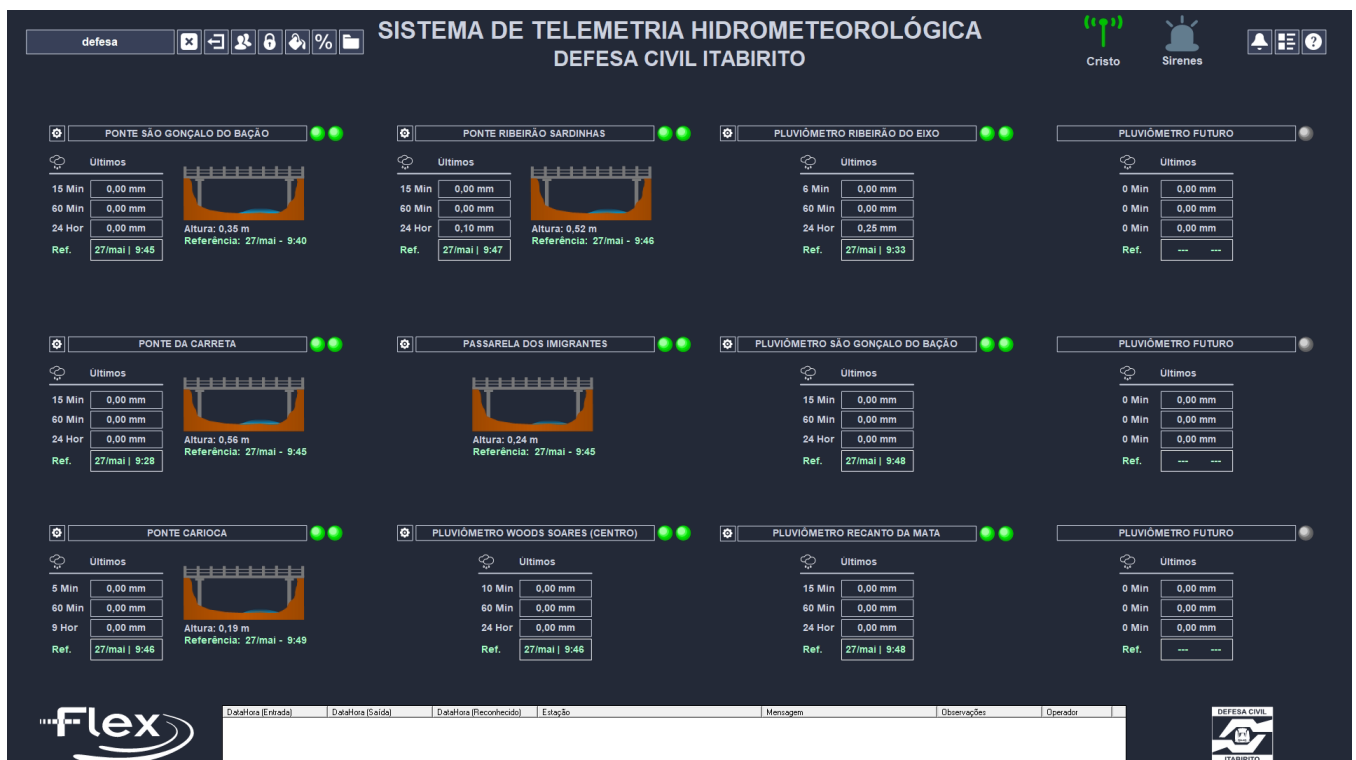 defesa
%
SISTEMA DE TELEMETRIA HIDROMETEOROLÓGICA
DEFESA CIVIL ITABIRITO
Cristo
Sirenes
?
PONTE SÃO GONÇALO DO BAÇÃO
Últimos
15 Min 0,00 mm
60 Min 0,00 mm
24 Hor 0,00 mm
Ref. 27/mai | 9:45
Altura: 0,35 m
Referência: 27/mai - 9:40
PONTE RIBEIRÃO SARDINHAS
Últimos
15 Min 0,00 mm
60 Min 0,00 mm
24 Hor 0,10 mm
Ref. 27/mai | 9:47
Altura: 0,52 m
Referência: 27/mai - 9:46
PLUVIÔMETRO RIBEIRÃO DO EIXO
Últimos
6 Min 0,00 mm
60 Min 0,00 mm
24 Hor 0,25 mm
Ref. 27/mai | 9:33
PLUVIÔMETRO FUTURO
Últimos
0 Min 0,00 mm
0 Min 0,00 mm
0 Min 0,00 mm
Ref. --- ---
PONTE DA CARRETA
Últimos
15 Min 0,00 mm
60 Min 0,00 mm
24 Hor 0,00 mm
Ref. 27/mai | 9:28
Altura: 0,56 m
Referência: 27/mai - 9:45
PASSARELA DOS IMIGRANTES
Altura: 0,24 m
Referência: 27/mai - 9:45
PLUVIÔMETRO SÃO GONÇALO DO BAÇÃO
Últimos
15 Min 0,00 mm
60 Min 0,00 mm
24 Hor 0,00 mm
Ref. 27/mai | 9:48
PLUVIÔMETRO FUTURO
Últimos
0 Min 0,00 mm
0 Min 0,00 mm
0 Min 0,00 mm
Ref. --- ---
PONTE CARIOCA
Últimos
5 Min 0,00 mm
60 Min 0,00 mm
9 Hor 0,00 mm
Ref. 27/mai | 9:46
Altura: 0,19 m
Referência: 27/mai - 9:49
PLUVIÔMETRO WOODS SOARES (CENTRO)
Últimos
10 Min 0,00 mm
60 Min 0,00 mm
24 Hor 0,00 mm
Ref. 27/mai | 9:46
PLUVIÔMETRO RECANTO DA MATA
Últimos
15 Min 0,00 mm
60 Min 0,00 mm
24 Hor 0,00 mm
Ref. 27/mai | 9:48
PLUVIÔMETRO FUTURO
Últimos
0 Min 0,00 mm
0 Min 0,00 mm
0 Min 0,00 mm
Ref. --- ---
Flex
DataHora (Entrada) DataHora (Saída) DataHora (Reconhecido) Estação Mensagem Observações Operador
DEFESA CIVIL
ITABIRITO